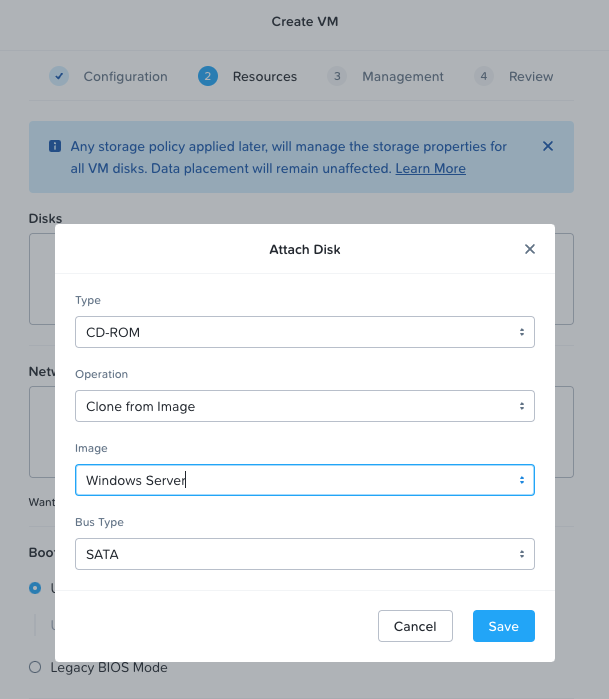 Create VM
Configuration
2 Resources
3 Management
4 Review
Any storage policy applied later, will manage the storage properties for
all VM disks. Data placement will remain unaffected. Learn More
Disks
Attach Disk
Type
CD-ROM
Operation
Clone from Image
Image
Windows Server
Bus Type
SATA
Want
Cancel
Save
Legacy BIOS Mode